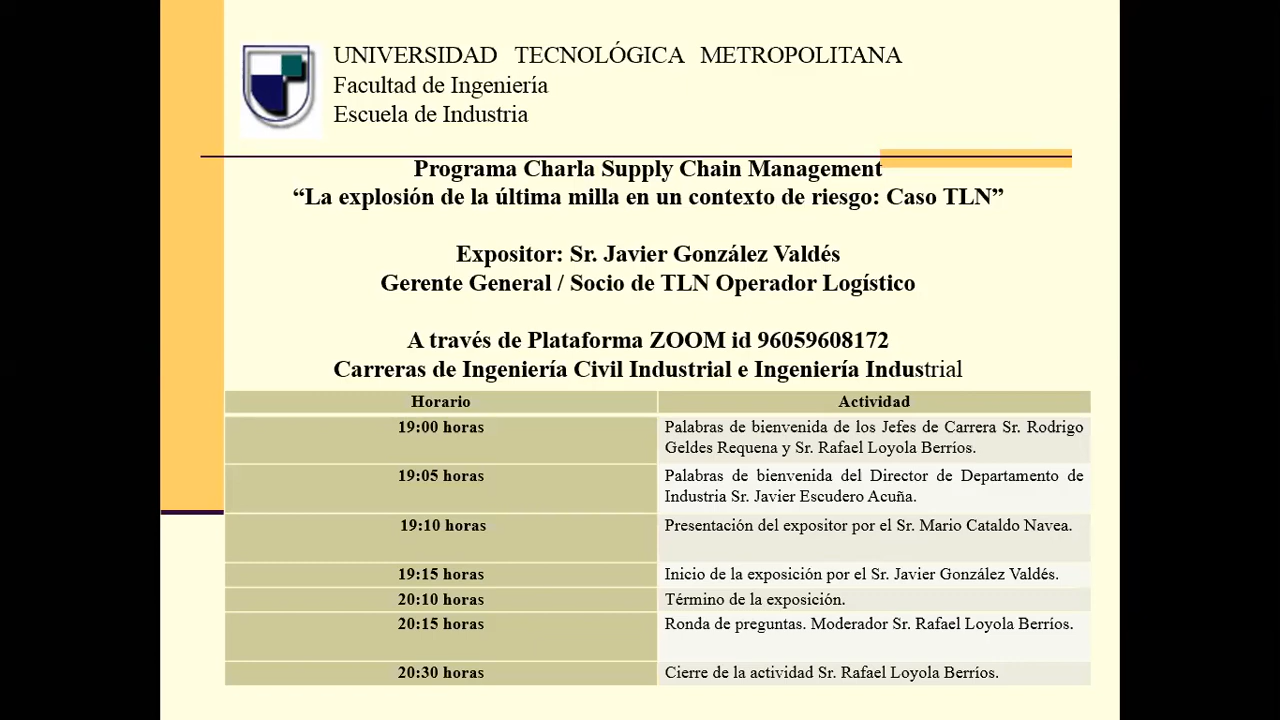 UNIVERSIDAD TECNOLÓGICA METROPOLITANA
Facultad de Ingeniería
Escuela de Industria
Programa Charla Supply Chain Management
“La explosión de la última milla en un contexto de riesgo: Caso TLN”
Expositor: Sr. Javier González Valdés
Gerente General / Socio de TLN Operador Logístico
A través de Plataforma ZOOM id 96059608172
Carreras de Ingeniería Civil Industrial e Ingeniería Industrial
Horario Actividad
19:00 horas Palabras de bienvenida de los Jefes de Carrera Sr. Rodrigo
Geldes Requena y Sr. Rafael Loyola Berríos.
19:05 horas Palabras de bienvenida del Director de Departamento de
Industria Sr. Javier Escudero Acuña.
19:10 horas Presentación del expositor por el Sr. Mario Cataldo Navea.
19:15 horas Inicio de la exposición por el Sr. Javier González Valdés.
20:10 horas Término de la exposición.
20:15 horas Ronda de preguntas. Moderador Sr. Rafael Loyola Berríos.
20:30 horas Cierre de la actividad Sr. Rafael Loyola Berríos.